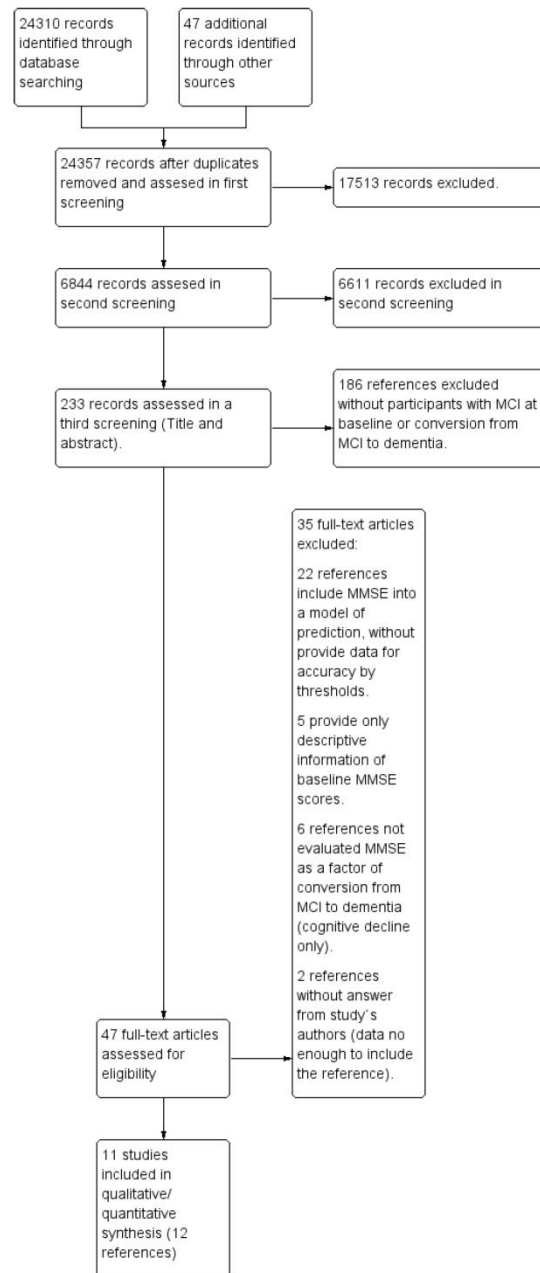 24310 records
identified through
database
searching
47 additional
records identified
through other
sources
24357 records after duplicates
removed and assesed in first
screening
17513 records excluded.
6844 records assesed in
second screening
6611 records excluded in
second screening
233 records assessed in a
third screening (Title and
abstract).
186 references excluded
without participants with MCI at
baseline or conversion from
MCI to dementia.
35 full-text articles
excluded:
22 references
include MMSE into
a model of
prediction, without
provide data for
accuracy by
thresholds.
5 provide only
descriptive
information of
baseline MMSE
scores.
6 references not
evaluated MMSE
as a factor of
conversion from
MCI to dementia
(cognitive decline
only).
2 references
without answer
from study´s
authors (data no
enough to include
the reference).
47 full-text articles
assessed for
eligibility
11 studies
included in
qualitative/
quantitative
synthesis (12
references)